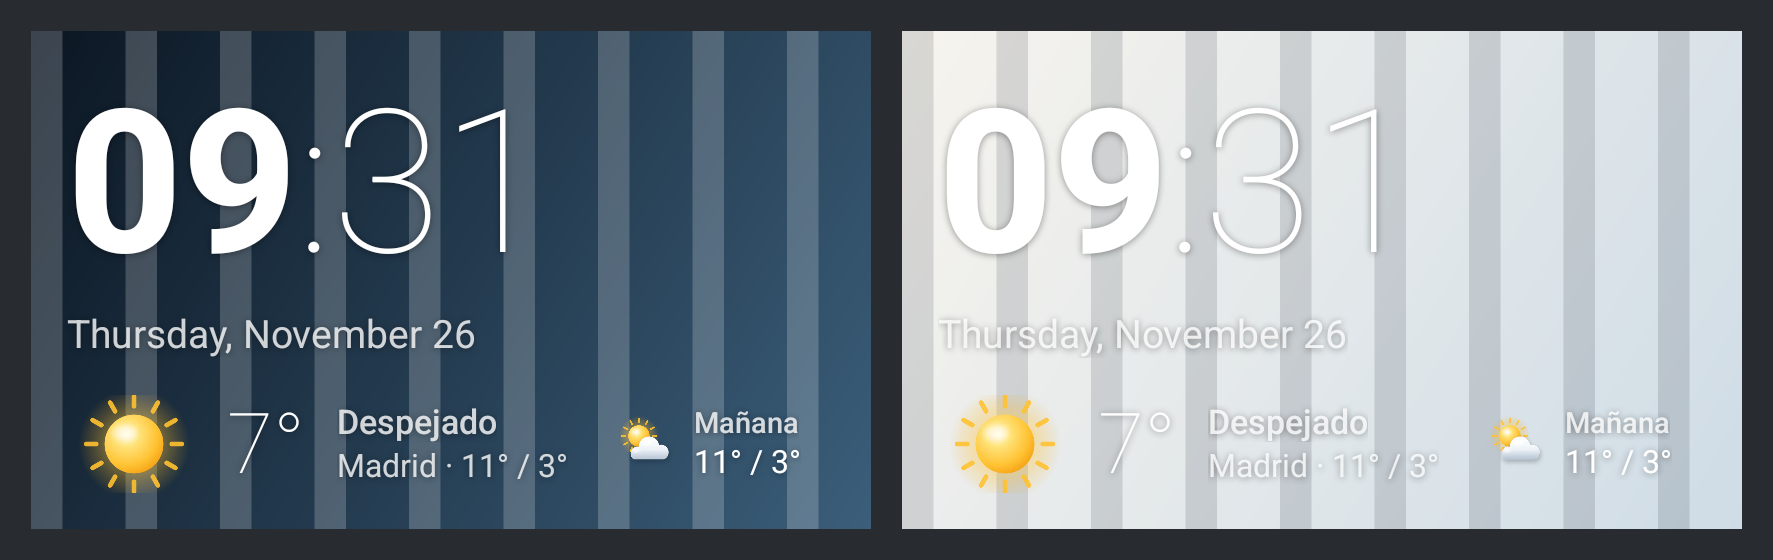 09:31
Thursday, November 26
7°
Despejado
Madrid · 11° / 3°
Mañana
11° / 3°
09:31
Thursday, November 26
7°
Despejado
Madrid · 11° / 3°
Mañana
11° / 3°